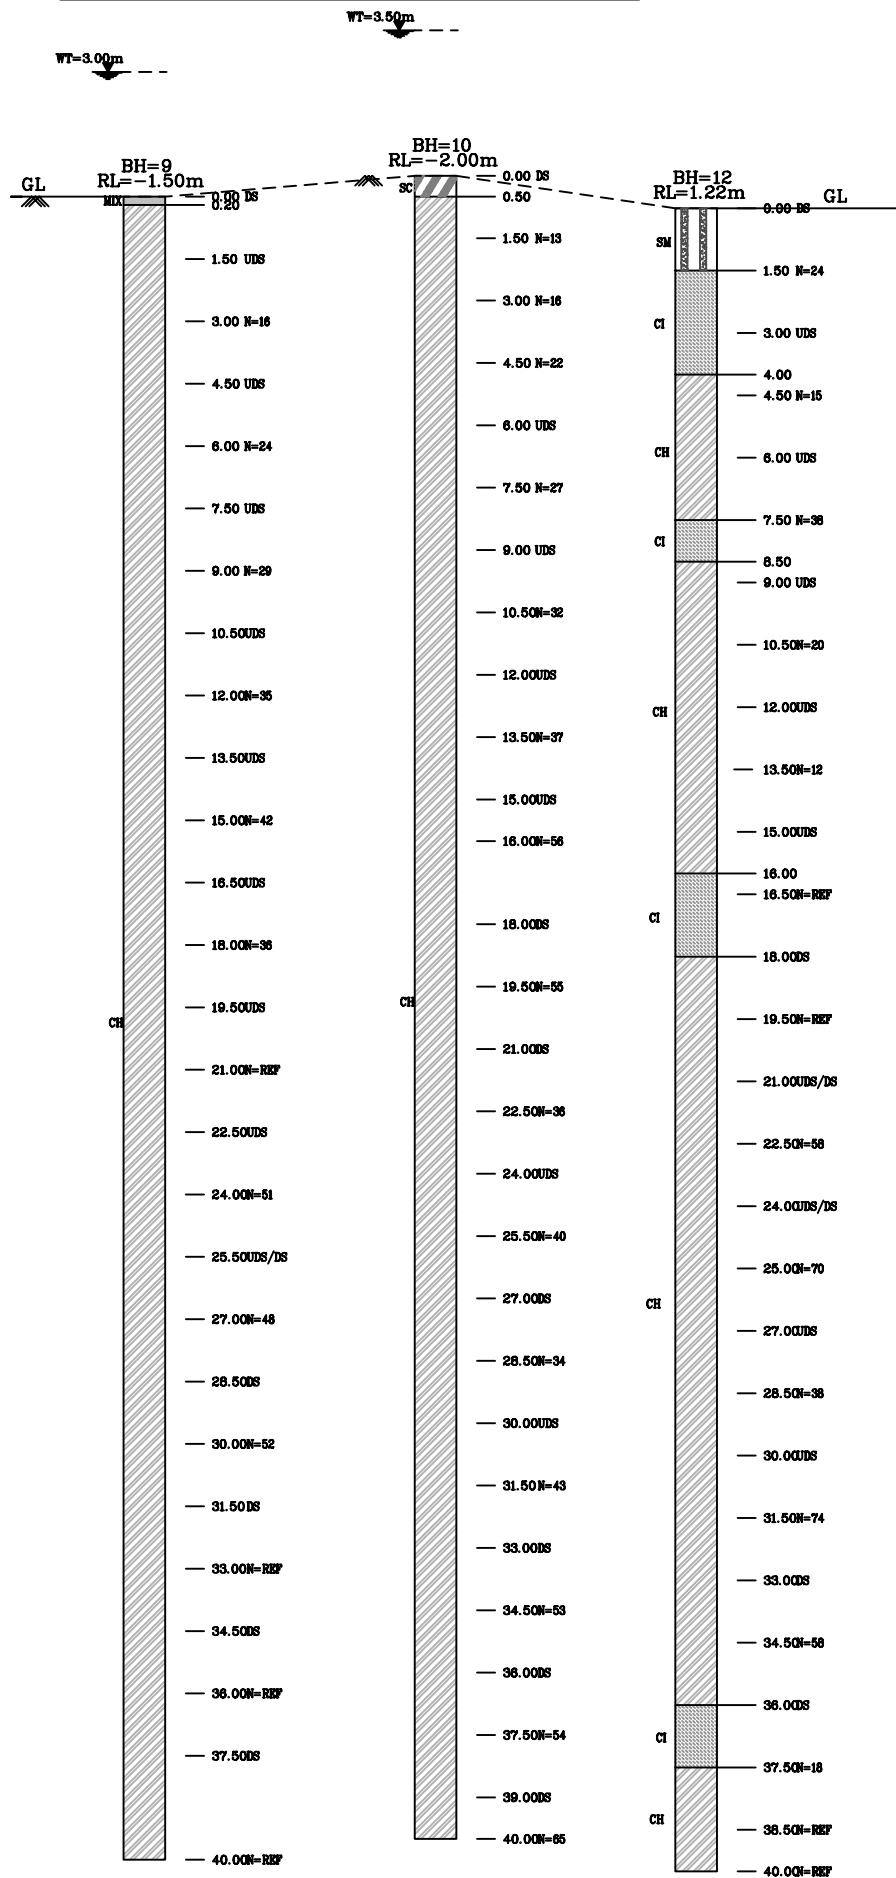 WT=3.50m
WT=3.00m
BH=10
RL=-2.00m
BH=9
RL=-1.50m
BH=12
RL=1.22m
GL
GL
MIX
0.00 DS
0.20
1.50 UDS
3.00 N=16
4.50 UDS
6.00 N=24
7.50 UDS
9.00 N=29
10.50UDS
12.00N=35
13.50UDS
15.00N=42
16.50UDS
18.00N=36
19.50UDS
CH
21.00N=REF
22.50UDS
24.00N=51
25.50UDS/DS
27.00N=48
28.50DS
30.00N=52
31.50DS
33.00N=REF
34.50DS
36.00N=REF
37.50DS
40.00N=REF
0.00 DS
SC
0.50
1.50 N=13
3.00 N=16
4.50 N=22
6.00 UDS
7.50 N=27
9.00 UDS
10.50N=32
12.00UDS
13.50N=37
15.00UDS
16.00N=56
18.00DS
19.50N=55
CH
21.00DS
22.50N=36
24.00UDS
25.50N=40
27.00DS
28.50N=34
30.00UDS
31.50N=43
33.00DS
34.50N=53
36.00DS
37.50N=54
39.00DS
40.00N=65
0.00 DS
SM
1.50 N=24
CI
3.00 UDS
4.00
4.50 N=15
CH
6.00 UDS
7.50 N=38
CI
8.50
9.00 UDS
10.50N=20
12.00UDS
CH
13.50N=12
15.00UDS
16.00
16.50N=REF
CI
18.00DS
19.50N=REF
21.00UDS/DS
22.50N=58
24.00UDS/DS
25.00N=70
CH
27.00UDS
28.50N=38
30.00UDS
31.50N=74
33.00DS
34.50N=58
36.00DS
CI
37.50N=18
CH
38.50N=REF
40.00N=REF